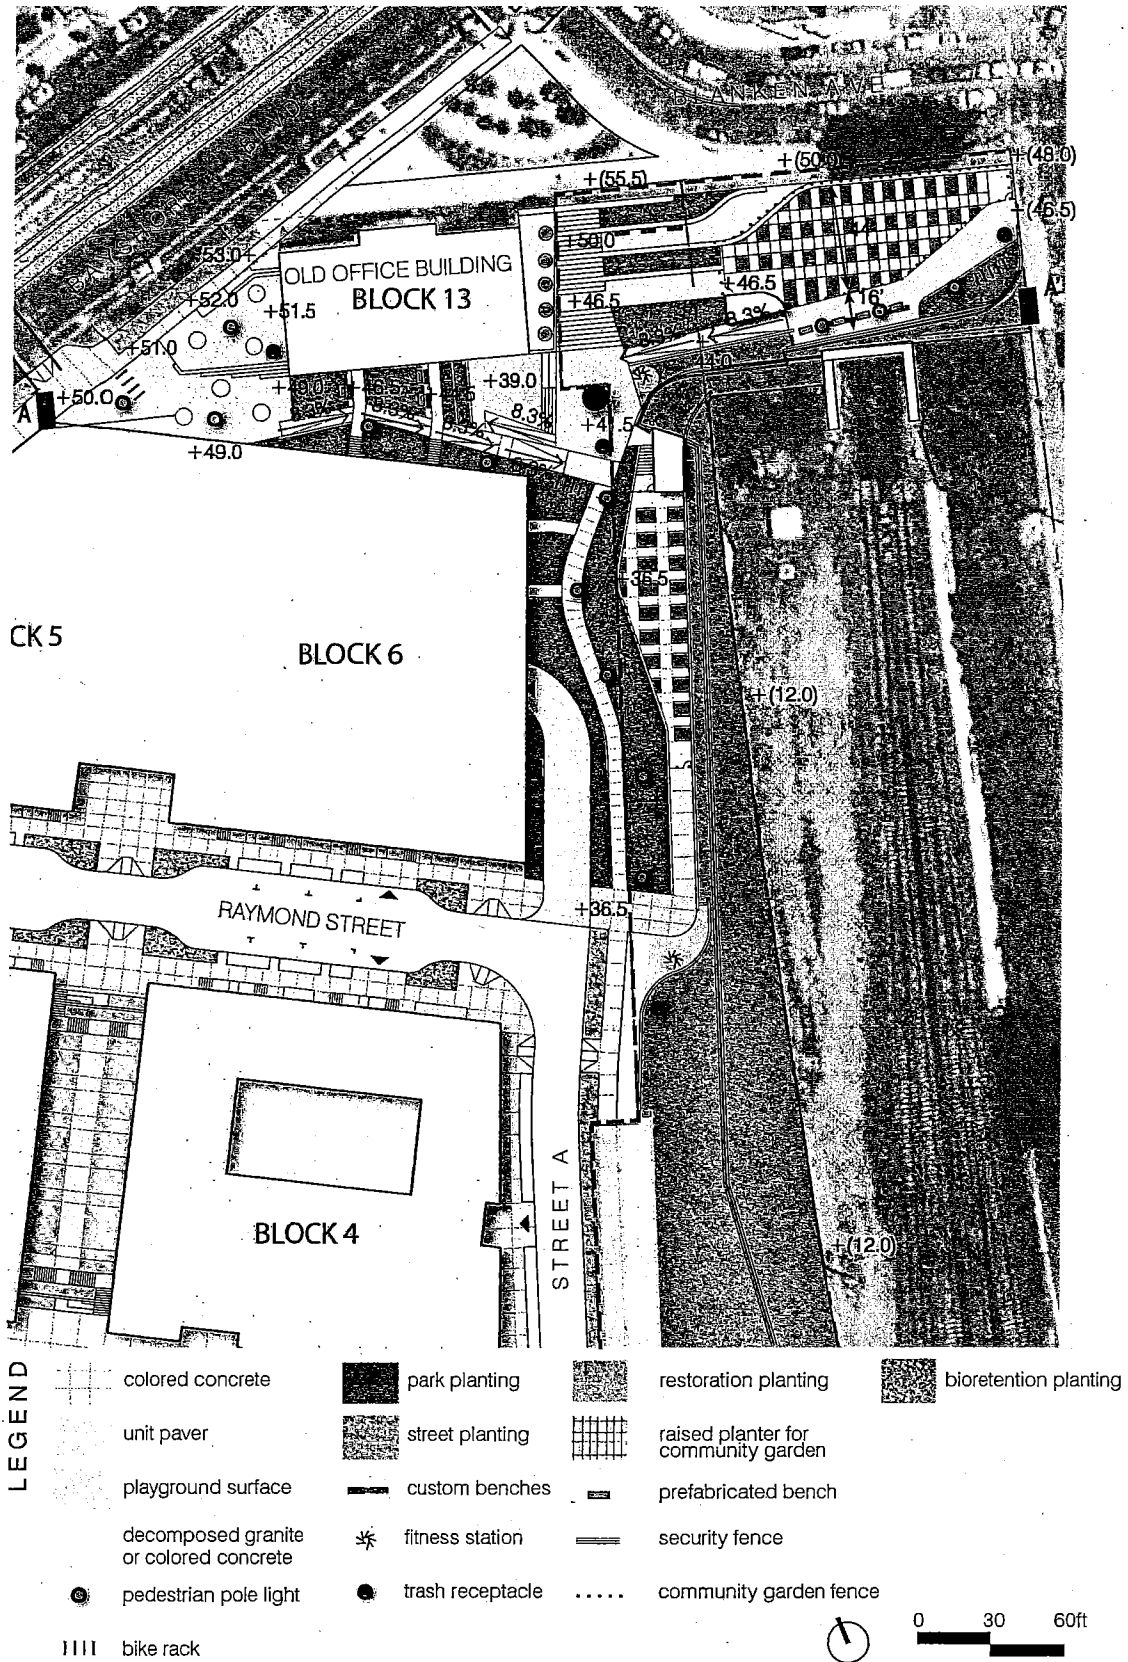 BLANKEN AVE
+(50.0)
+(48.0)
+(55.5)
+(46.5)
+50.0
53.0+
OLD OFFICE BUILDING
BLOCK 13
+52.0
+51.5
+46.5
+46.5
16'
A'
8.3%
+51.0
+39.0
+50.0
A
8.3%
+49.0
+36.5
CK 5
BLOCK 6
+(12.0)
RAYMOND STREET
+36.5
STREET A
BLOCK 4
+(12.0)
LEGEND
colored concrete
park planting
restoration planting
bioretention planting
unit paver
street planting
raised planter for
community garden
playground surface
custom benches
prefabricated bench
decomposed granite
or colored concrete
fitness station
security fence
pedestrian pole light
trash receptacle
community garden fence
bike rack
0 30 60ft